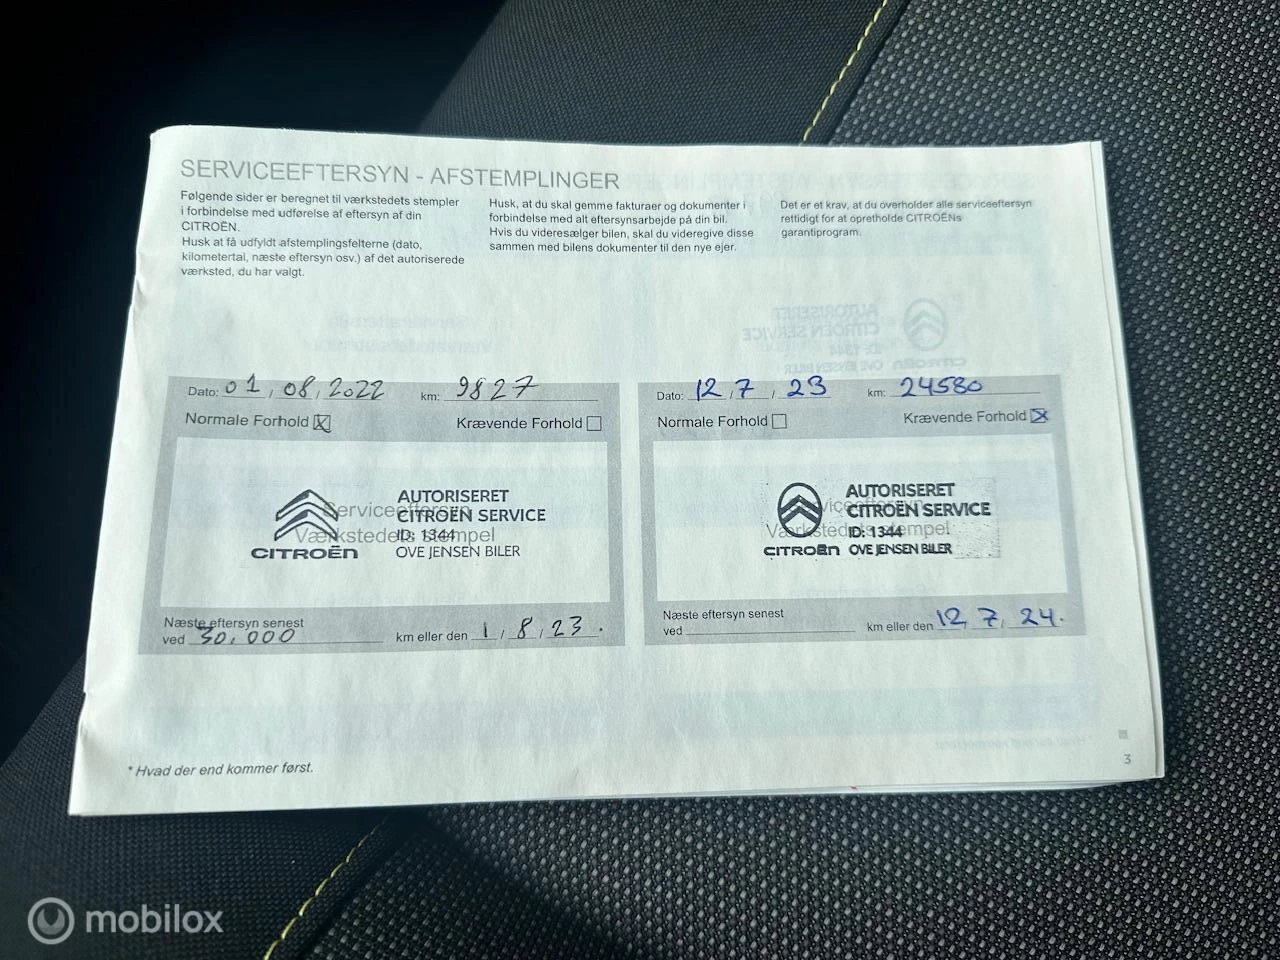 SERVICEEFTERSYN - AFSTEMPLINGER
Følgende sider er beregnet til værkstedets stempler
i forbindelse med udførelse af eftersyn af din
CITROËN.
Husk at få udfyldt afstemplingsfelterne (dato,
kilometertal, næste eftersyn osv.) af det autoriserede
værksted, du har valgt.
Husk, at du skal gemme fakturaer og dokumenter i
forbindelse med alt eftersynsarbejde på din bil.
Hvis du videresælger bilen, skal du videregive disse
sammen med bilens dokumenter til den nye ejer.
Det er et krav, at du overholder alle serviceeftersyn
rettidigt for at opretholde CITROËNs
garantiprogram.
Dato: 01, 08, 2022 km: 9827
Normale Forhold Krævende Forhold
Serviceeftersyn
Værkstedets stempel
AUTORISERET
CITROËN SERVICE
ID: 1344
CITROËN OVE JENSEN BILER
Næste eftersyn senest
ved 30.000 km eller den 1, 8, 23.
Dato: 12, 7, 23 km: 24580
Normale Forhold Krævende Forhold
Værkstedets stempel
AUTORISERET
CITROËN SERVICE
ID: 1344
CITROËN OVE JENSEN BILER
Næste eftersyn senest
ved km eller den 12, 7, 24.
* Hvad der end kommer først.
3
mobilox